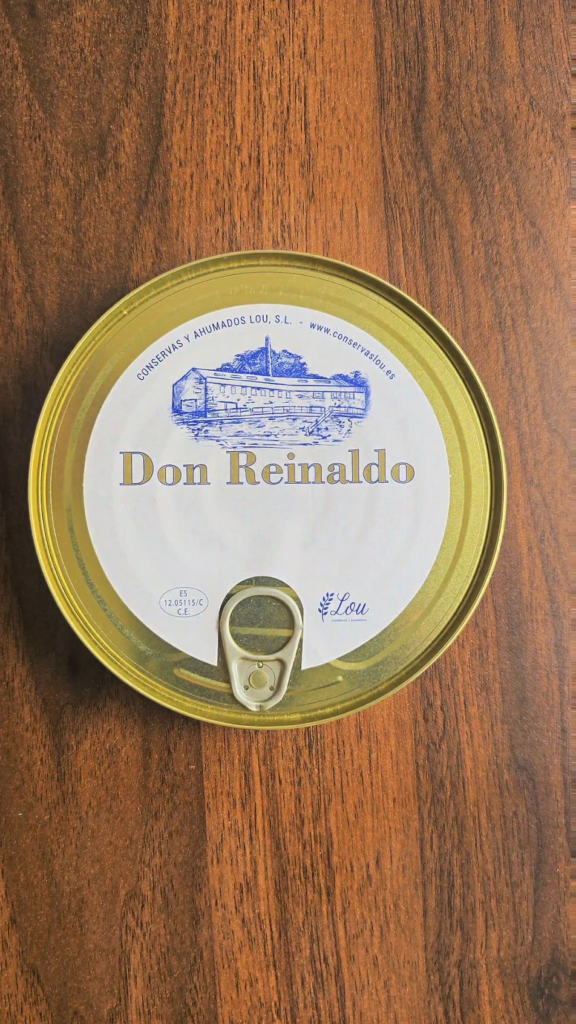 CONSERVAS Y AHUMADOS LOU, S.L. - www.conservaslou.es
Don Reinaldo
ES
12.05115/C
C.E.
Lou